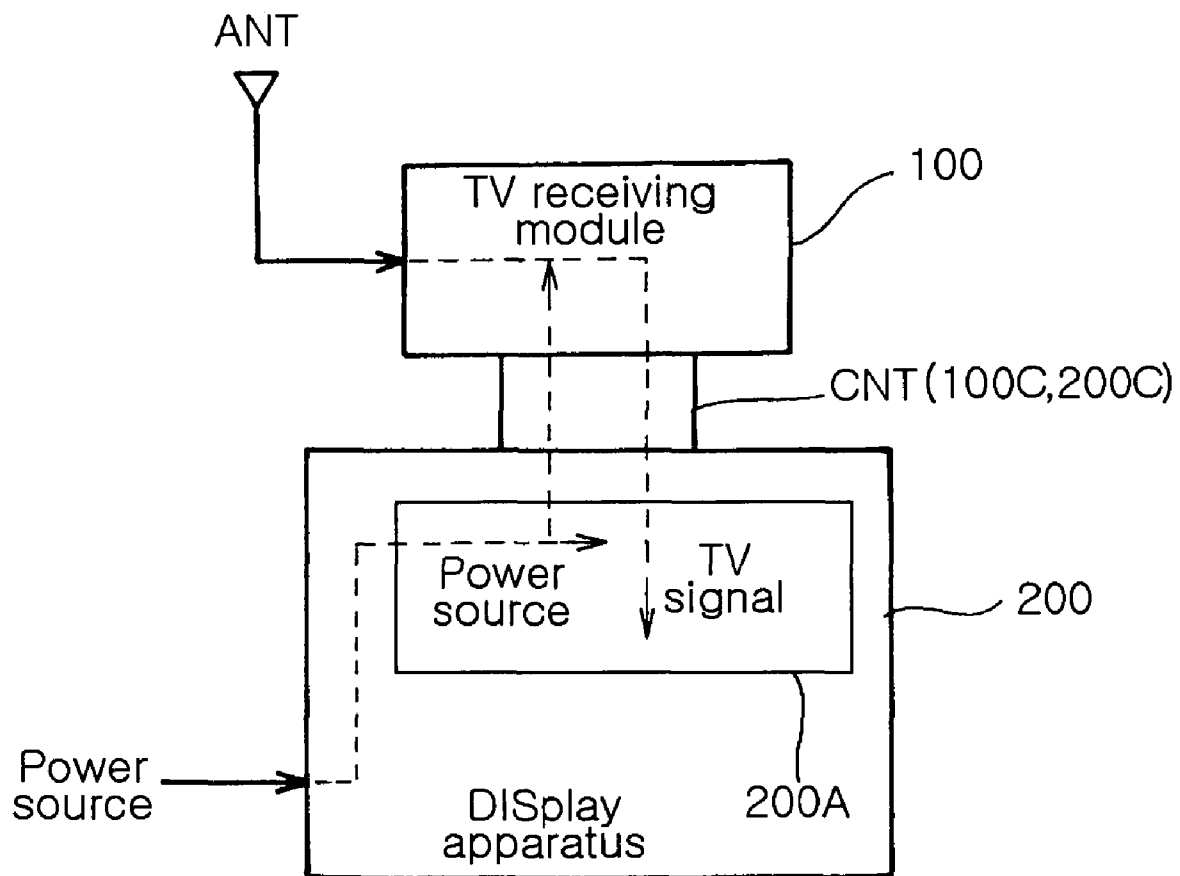 ANT
TV receiving
module
100
CNT(100C,200C)
Power
source
TV
signal
200
Power
source
200A
DISplay
apparatus